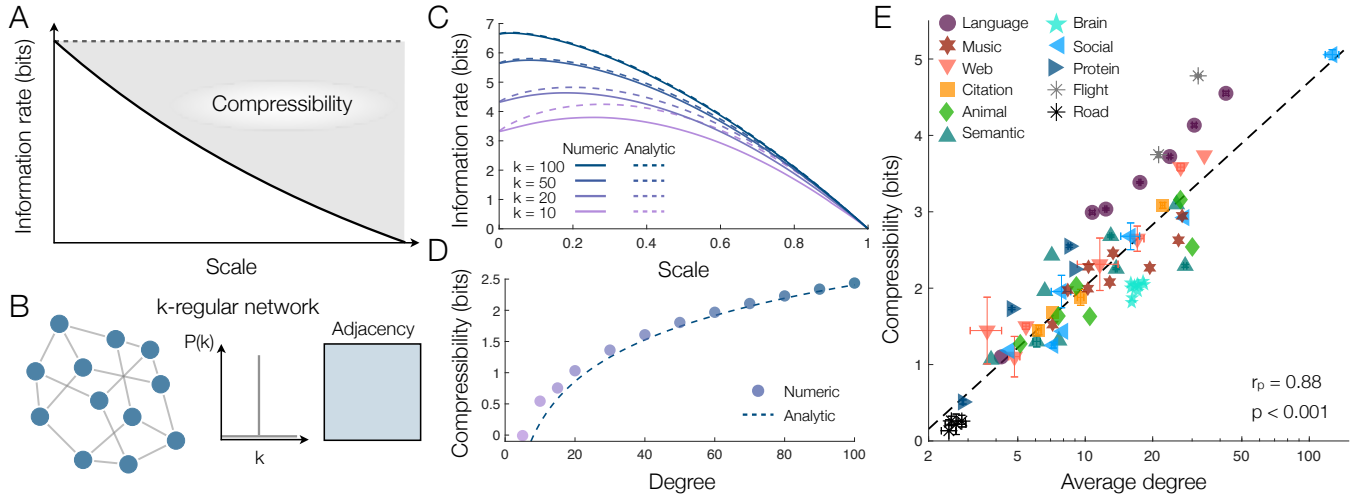 A
Information rate (bits)
Compressibility
Scale
B
k-regular network
P(k)
k
Adjacency
C
Information rate (bits)
7
6
5
4
3
2
1
0
Numeric Analytic
k = 100
k = 50
k = 20
k = 10
0 0.2 0.4 0.6 0.8 1
Scale
D
Compressibility (bits)
2.5
2
1.5
1
0.5
0
Numeric
Analytic
0 20 40 60 80 100
Degree
E
Compressibility (bits)
5
4
3
2
1
0
Language
Music
Web
Citation
Animal
Semantic
Brain
Social
Protein
Flight
Road
rp = 0.88
p < 0.001
2 5 10 20 50 100
Average degree